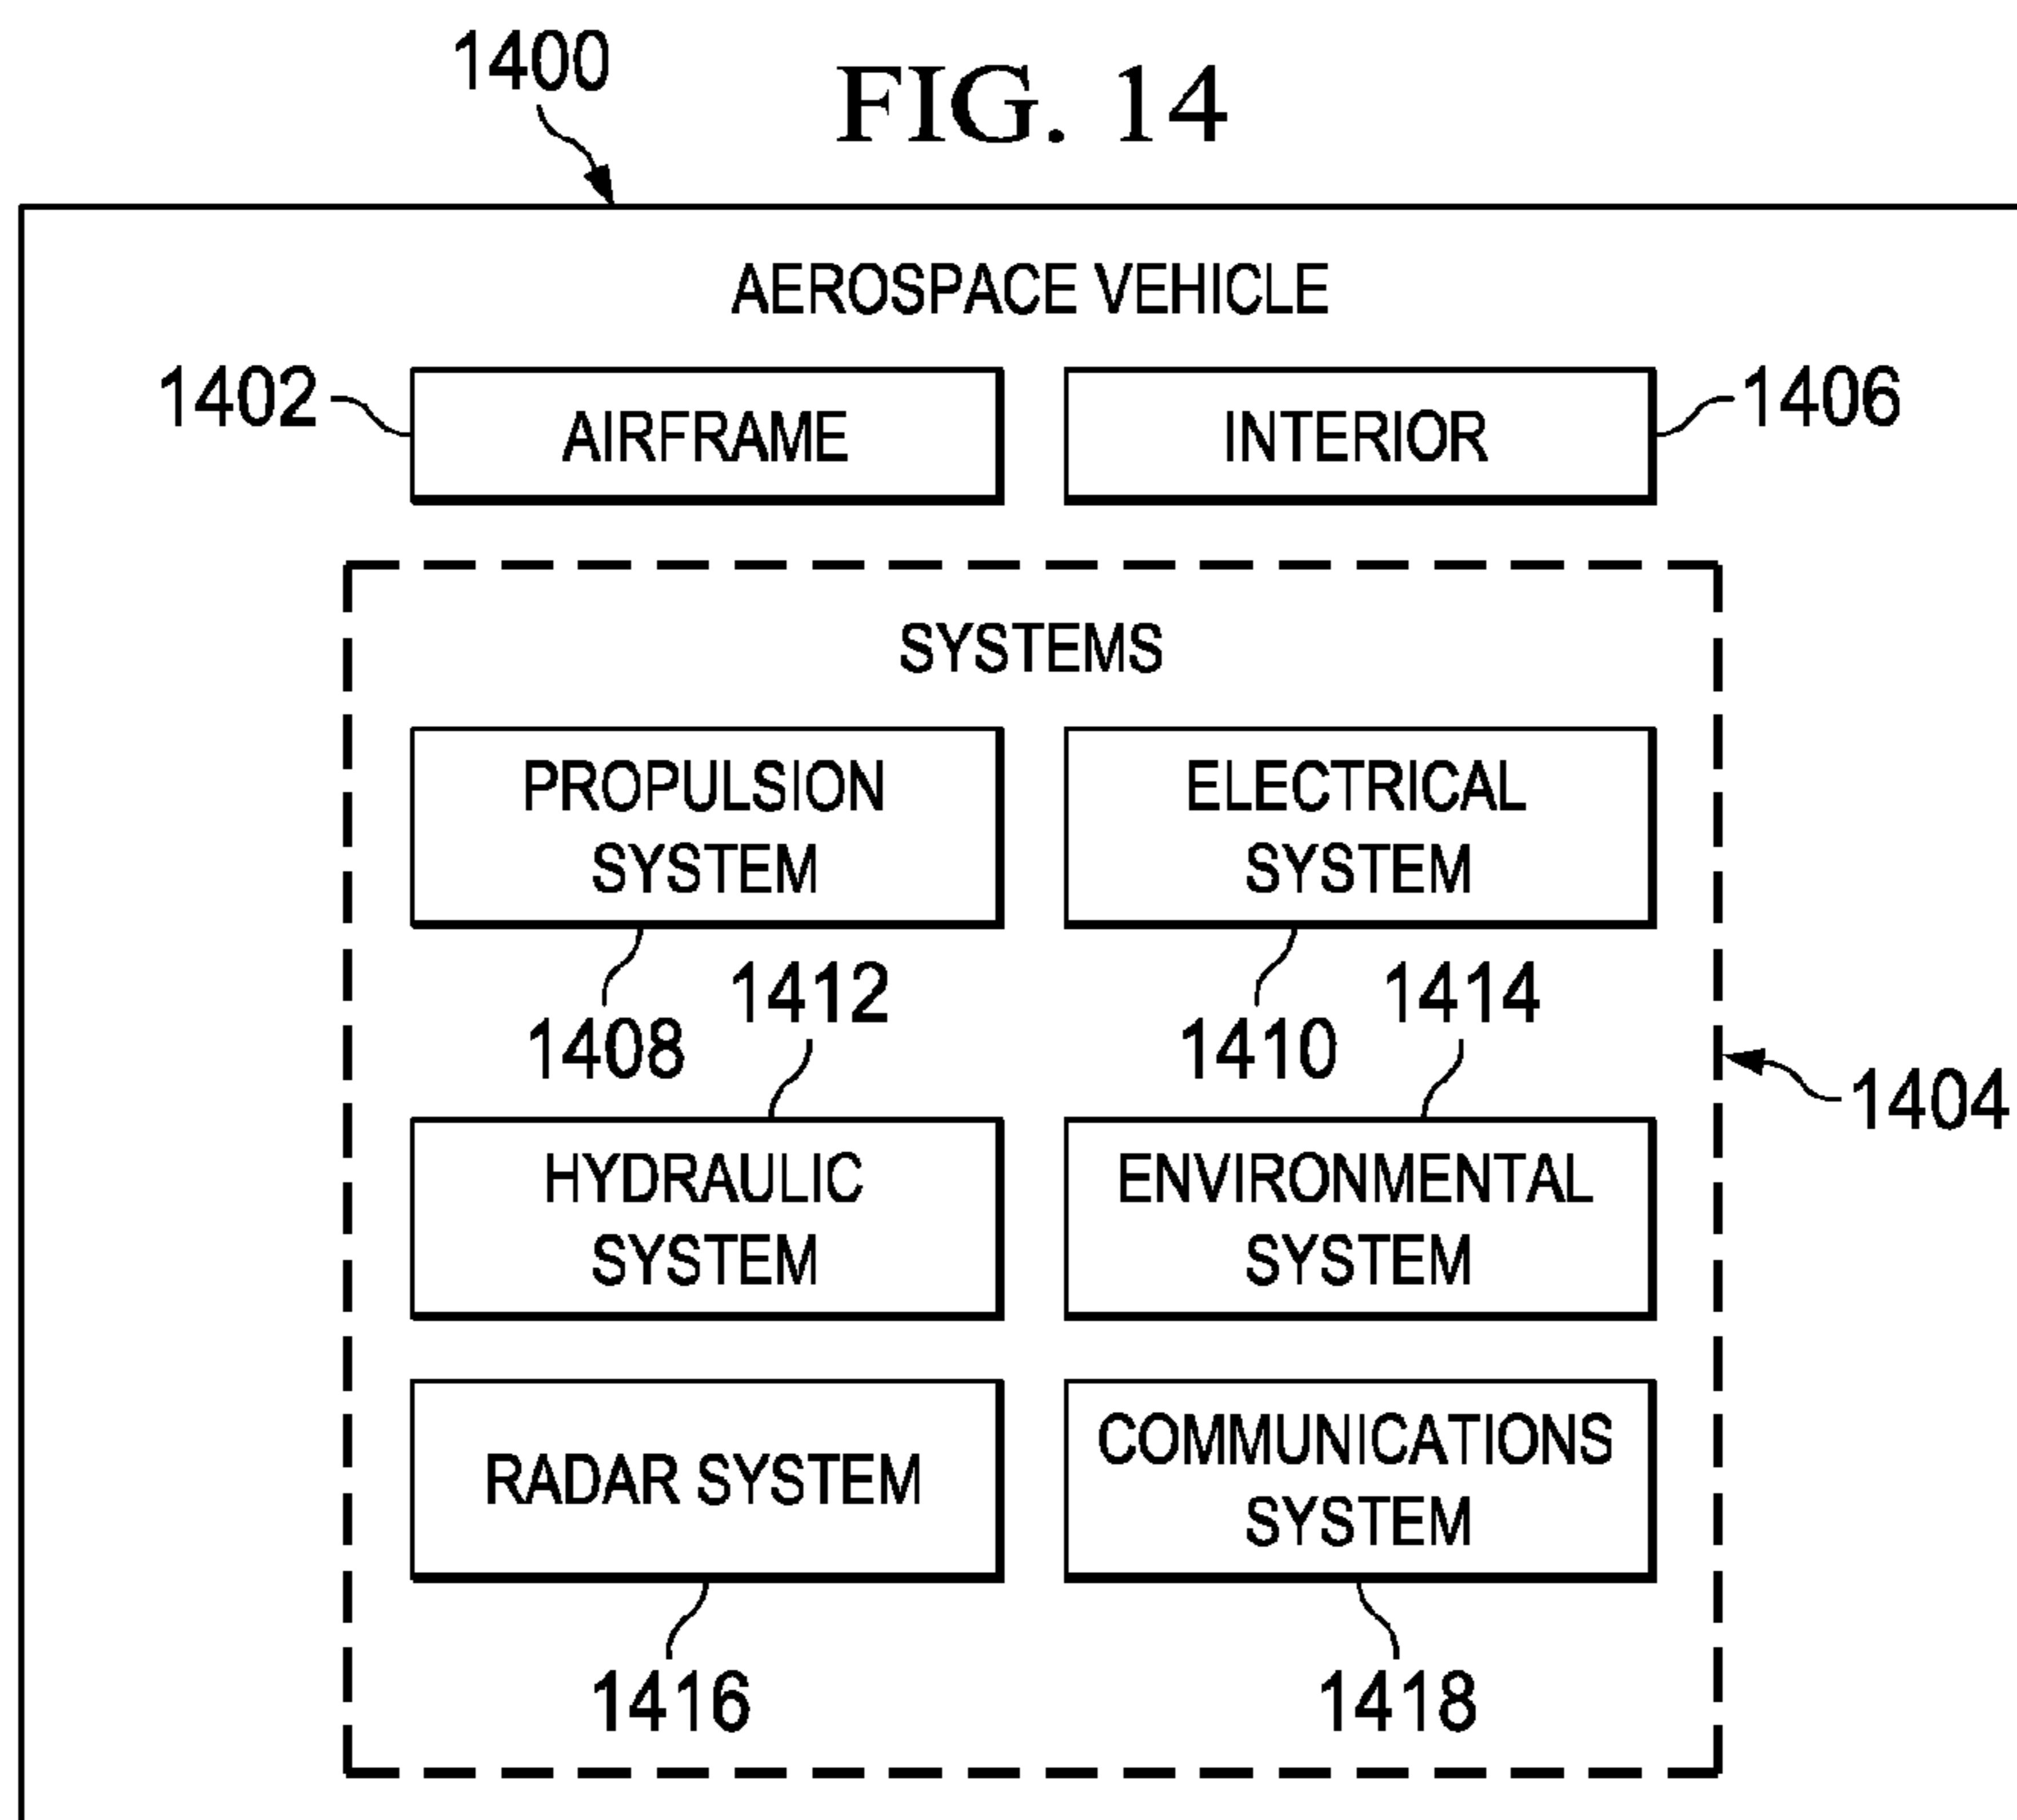 1400
FIG. 14
AEROSPACE VEHICLE
1402
AIRFRAME
INTERIOR
1406
SYSTEMS
PROPULSION
SYSTEM
ELECTRICAL
SYSTEM
1408
1412
1410
1414
1404
HYDRAULIC
SYSTEM
ENVIRONMENTAL
SYSTEM
RADAR SYSTEM
COMMUNICATIONS
SYSTEM
1416
1418